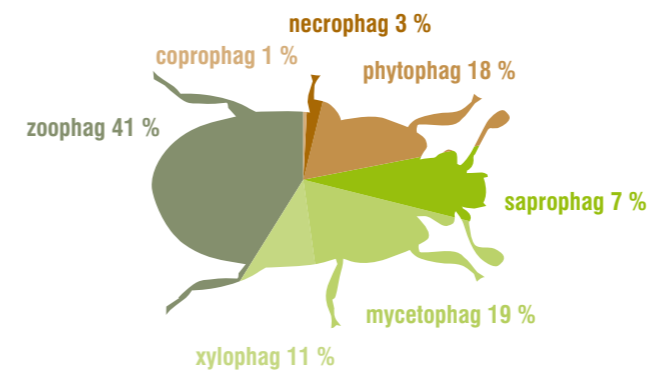 necrophag 3 %
coprophag 1 %
phytophag 18 %
zoophag 41 %
saprophag 7 %
mycetophag 19 %
xylophag 11 %